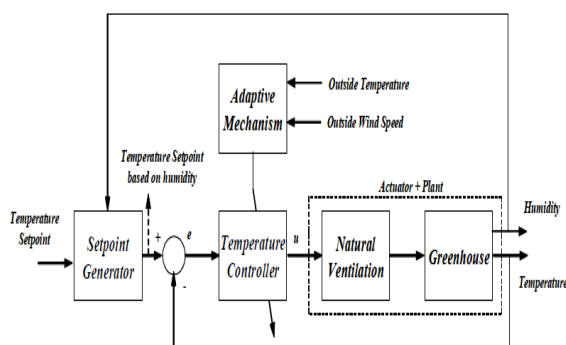 Adaptive
Mechanism
Outside Temperature
Outside Wind Speed
Temperature Setpoint
based on humidity
Actuator + Plant
Temperature
Setpoint
Setpoint
Generator
+
e
-
Temperature
Controller
u
Natural
Ventilation
Greenhouse
Humidity
Temperature